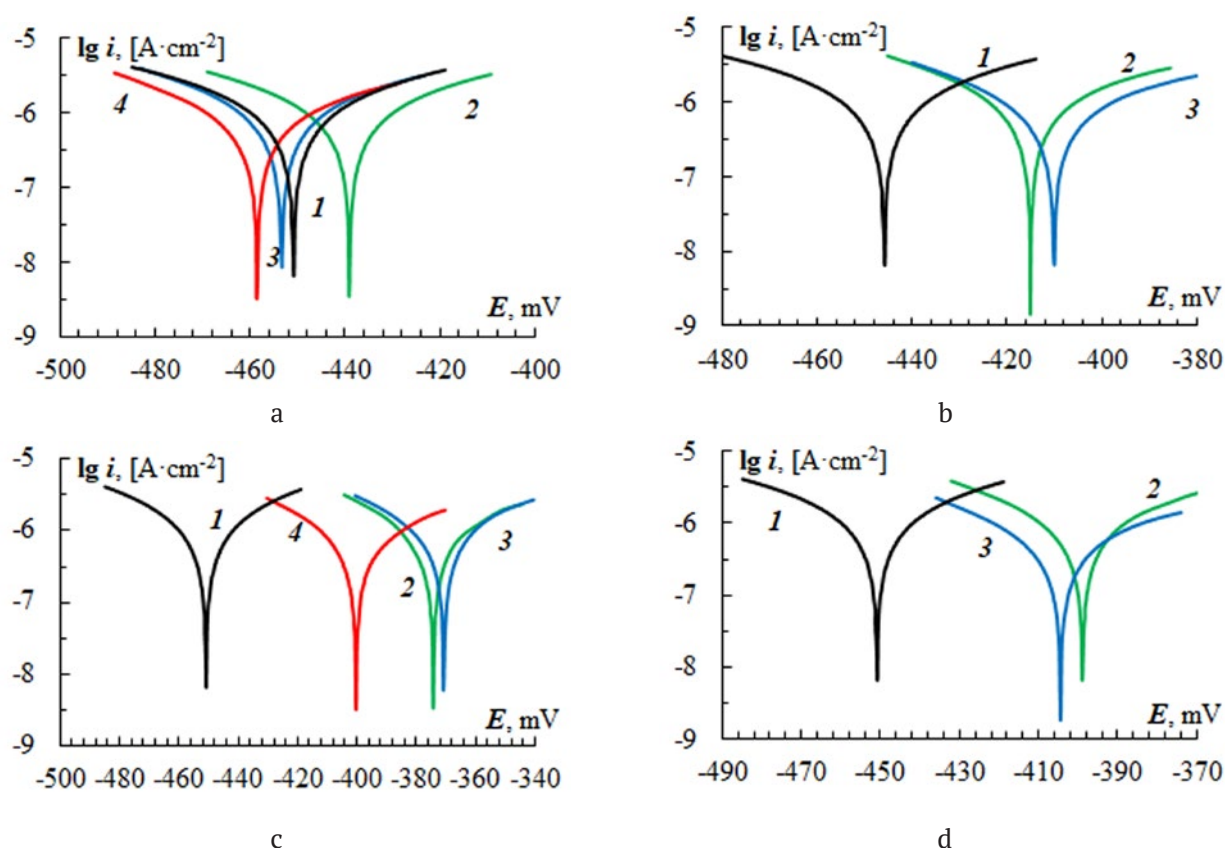 lg i, [A·cm-2]
-5
-6
-7
-8
-9
4
2
1
3
E, mV
-500 -480 -460 -440 -420 -400
a
lg i, [A·cm-2]
-5
-6
-7
-8
-9
1
2
3
E, mV
-480 -460 -440 -420 -400 -380
b
lg i, [A·cm-2]
-5
-6
-7
-8
-9
1
4
2
3
E, mV
-500 -480 -460 -440 -420 -400 -380 -360 -340
c
lg i, [A·cm-2]
-5
-6
-7
-8
-9
1
2
3
E, mV
-490 -470 -450 -430 -410 -390 -370
d